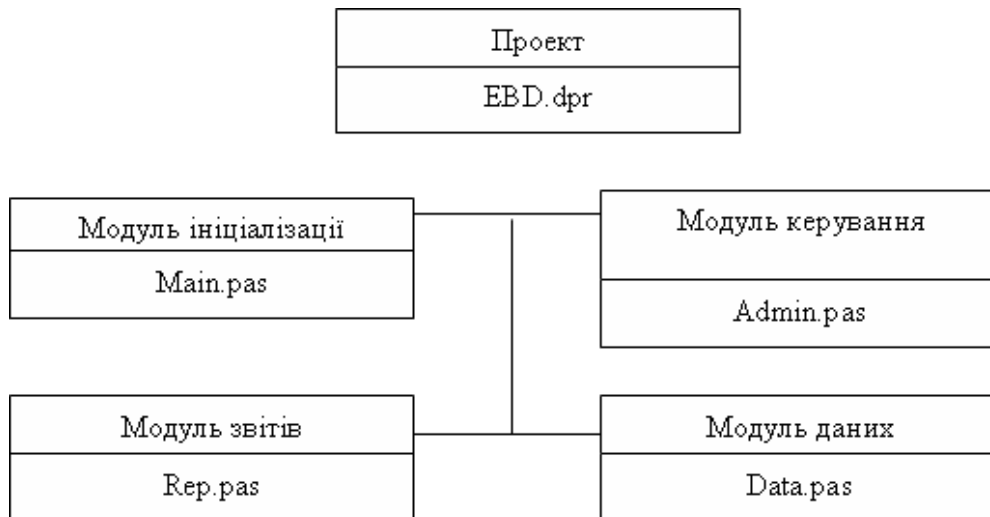 Проект
EBD.dpr
Модуль ініціалізації
Main.pas
Модуль керування
Admin.pas
Модуль звітів
Rep.pas
Модуль даних
Data.pas